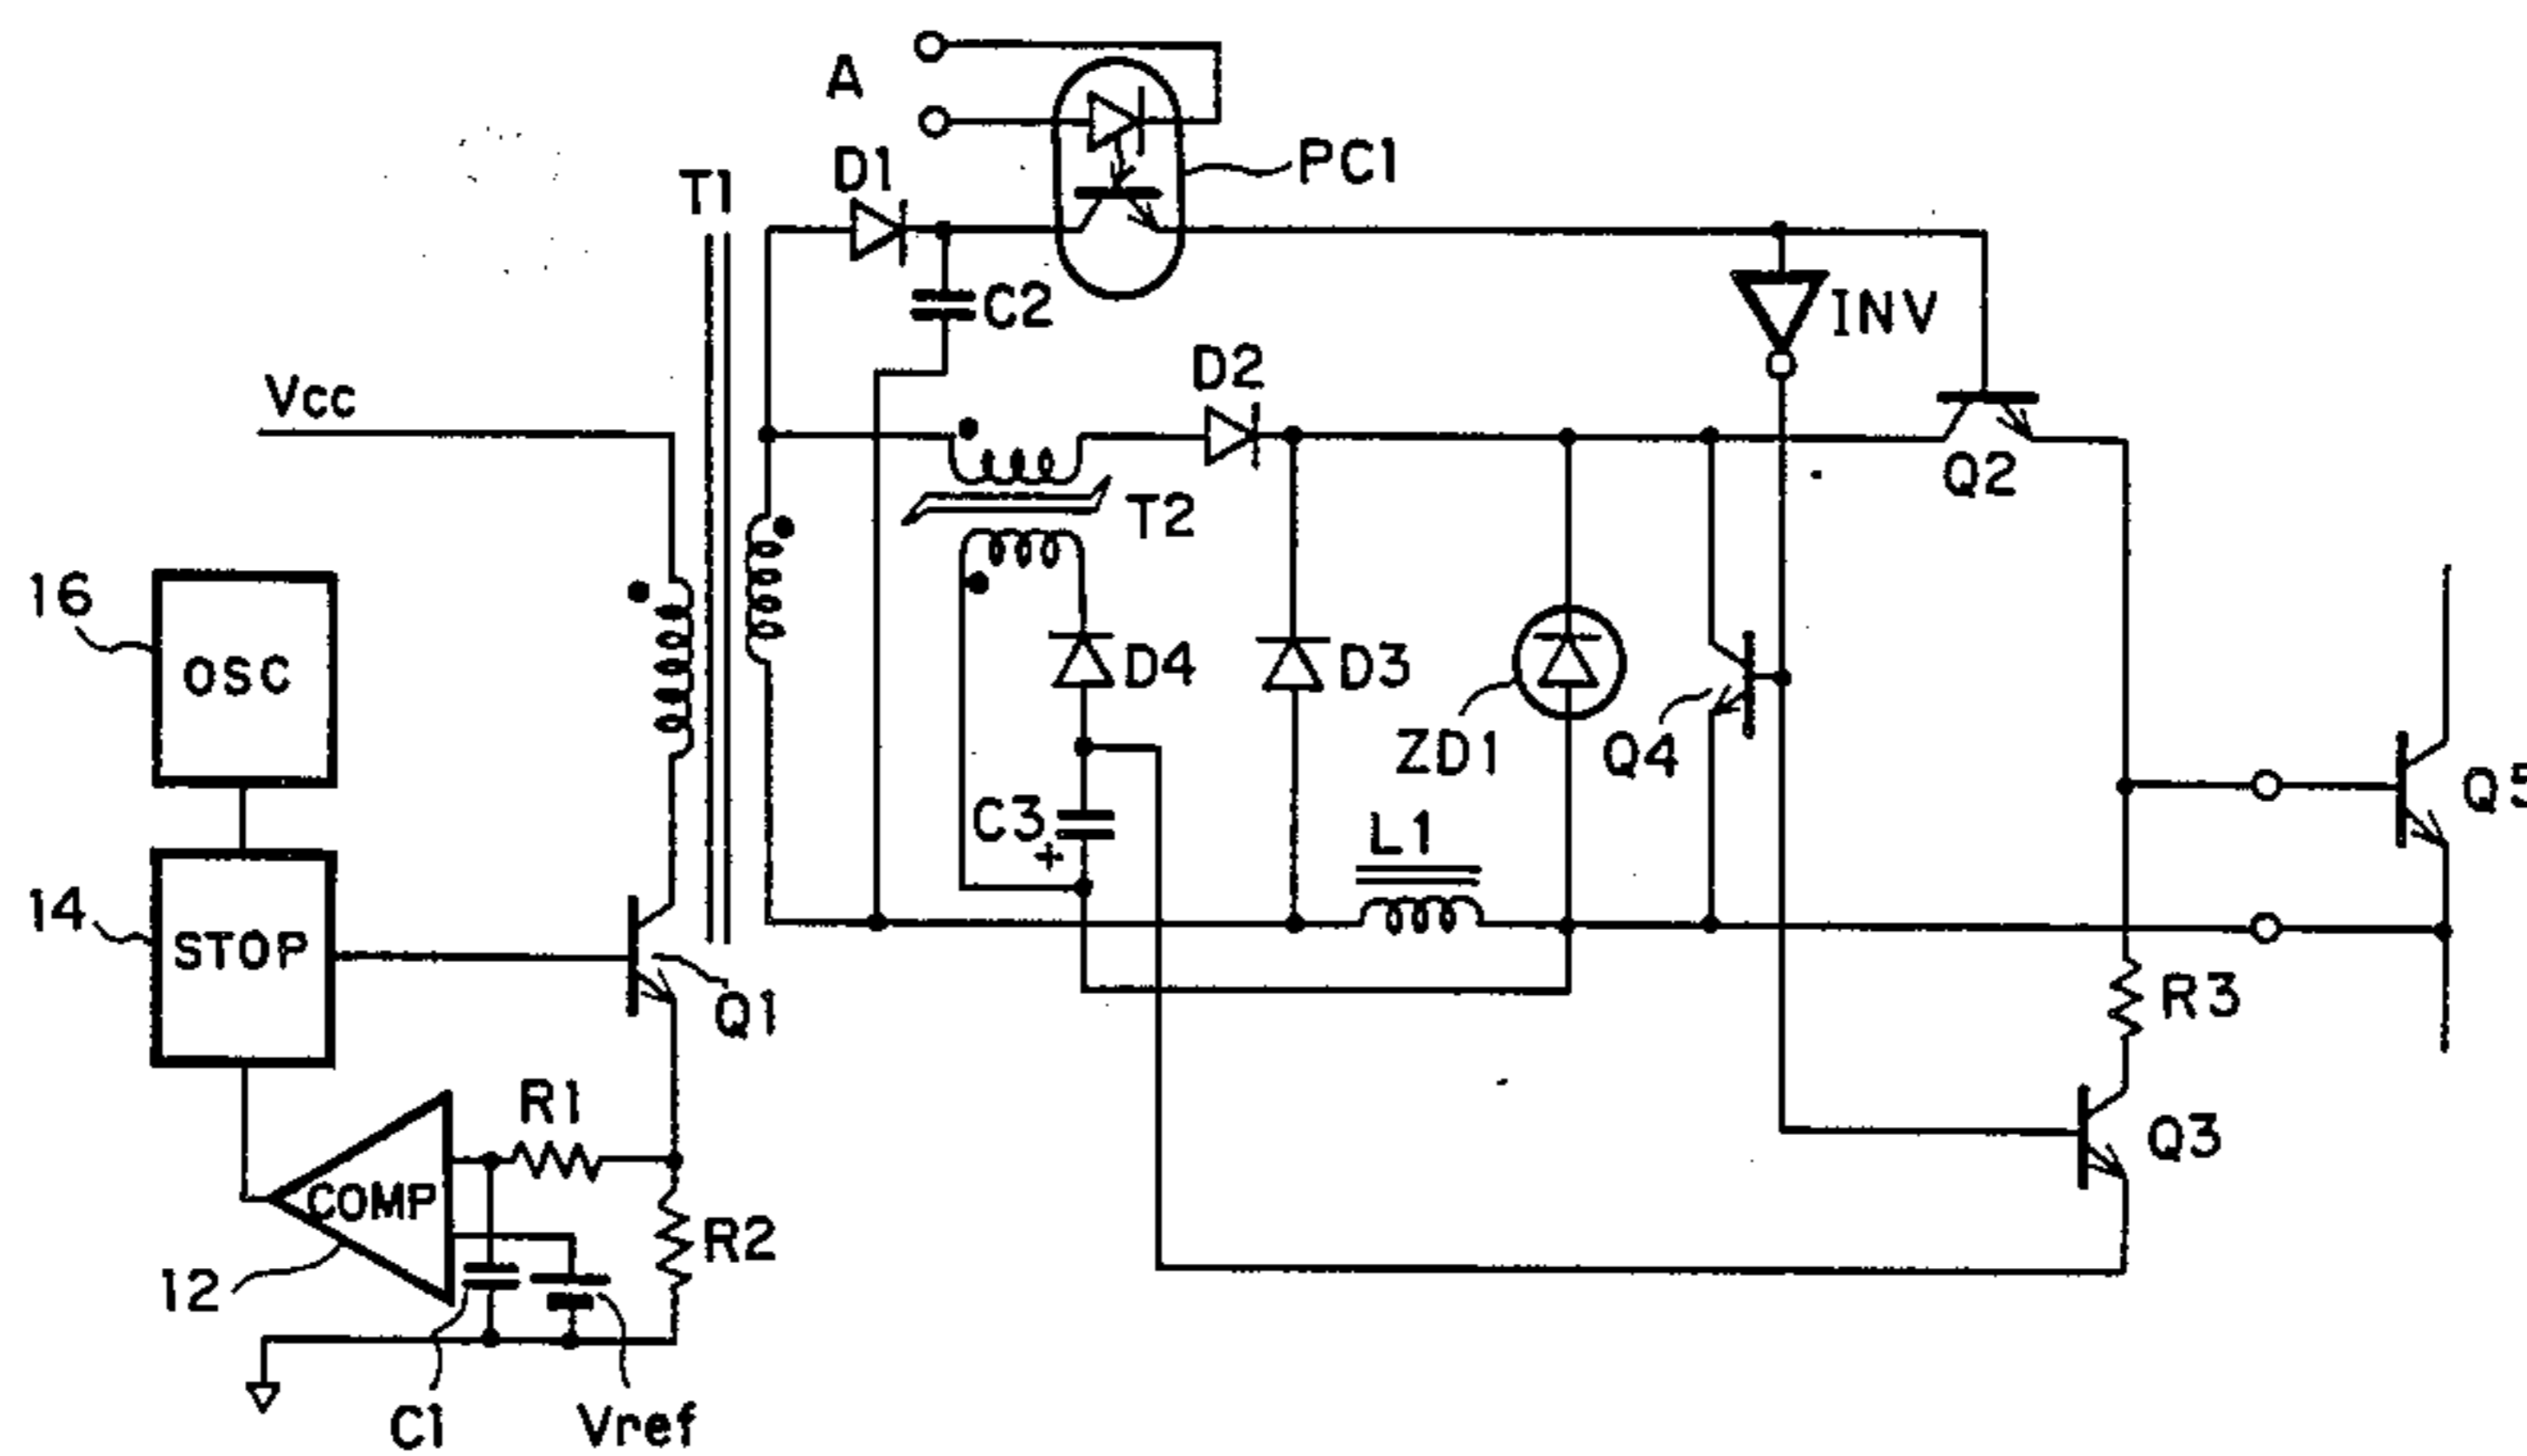 A
PC1
D1
T1
C2
INV
Vcc
D2
Q2
T2
16
OSC
D4
D3
ZD1
Q4
Q5
14
STOP
C3
+
L1
Q1
R3
R1
COMP
Q3
12
R2
C1
Vref